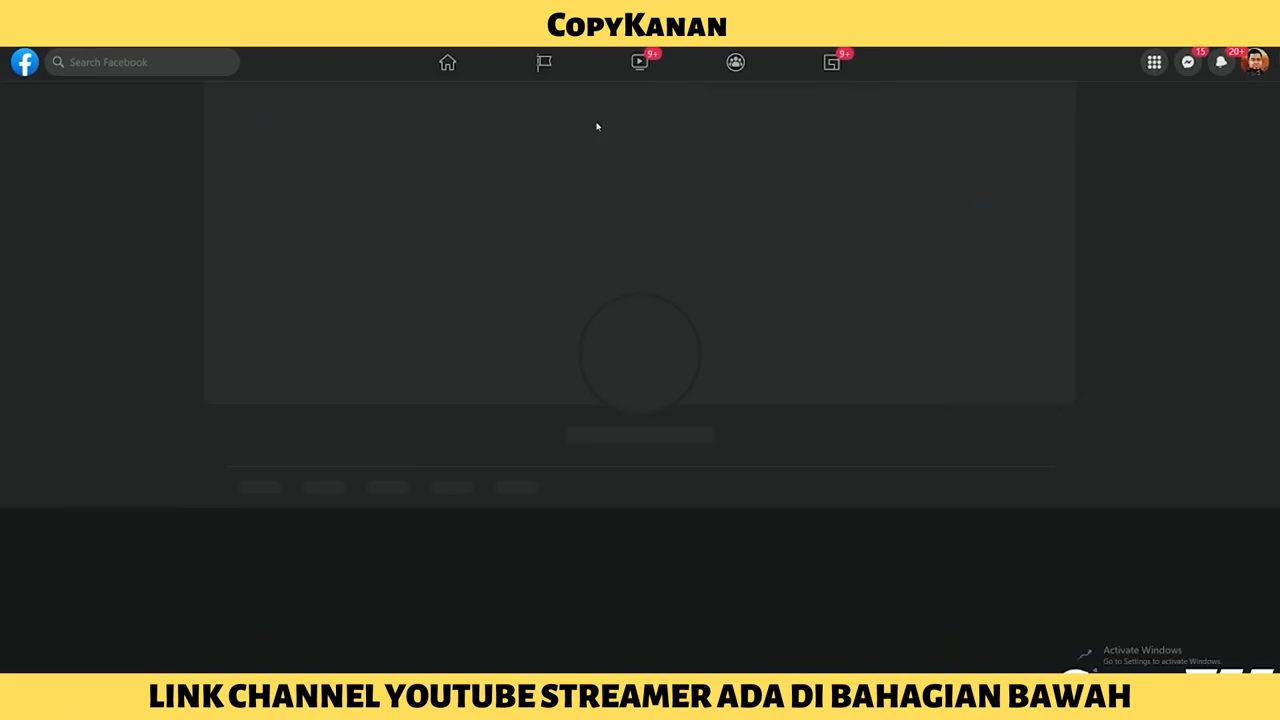 CopyKanan
Search Facebook
9+
9+
15
20+
Activate Windows
Go to Settings to activate Windows.
LINK CHANNEL YOUTUBE STREAMER ADA DI BAHAGIAN BAWAH